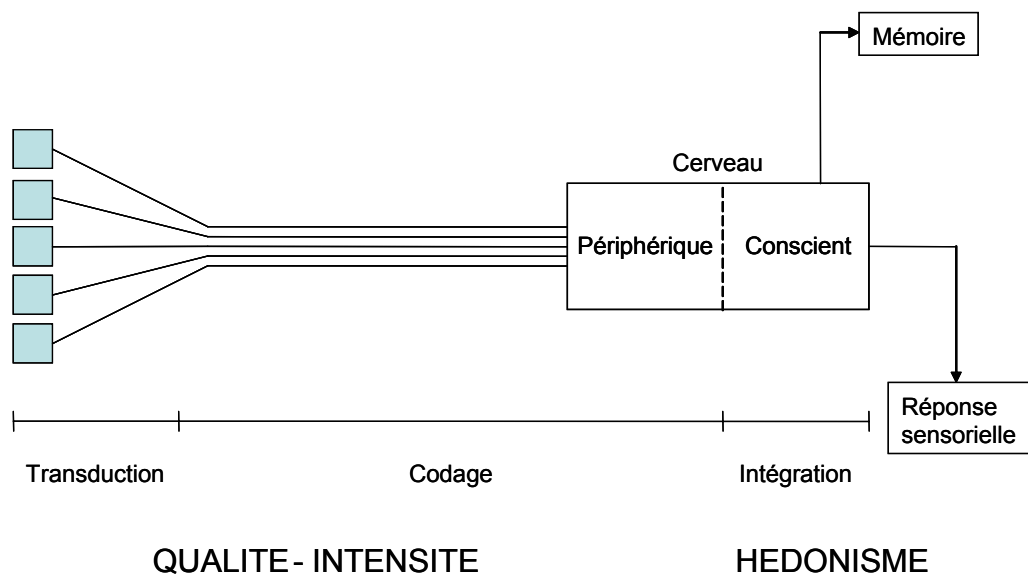 Mémoire
Cerveau
Périphérique
Conscient
Réponse
sensorielle
Transduction
Codage
Intégration
QUALITE - INTENSITE
HEDONISME